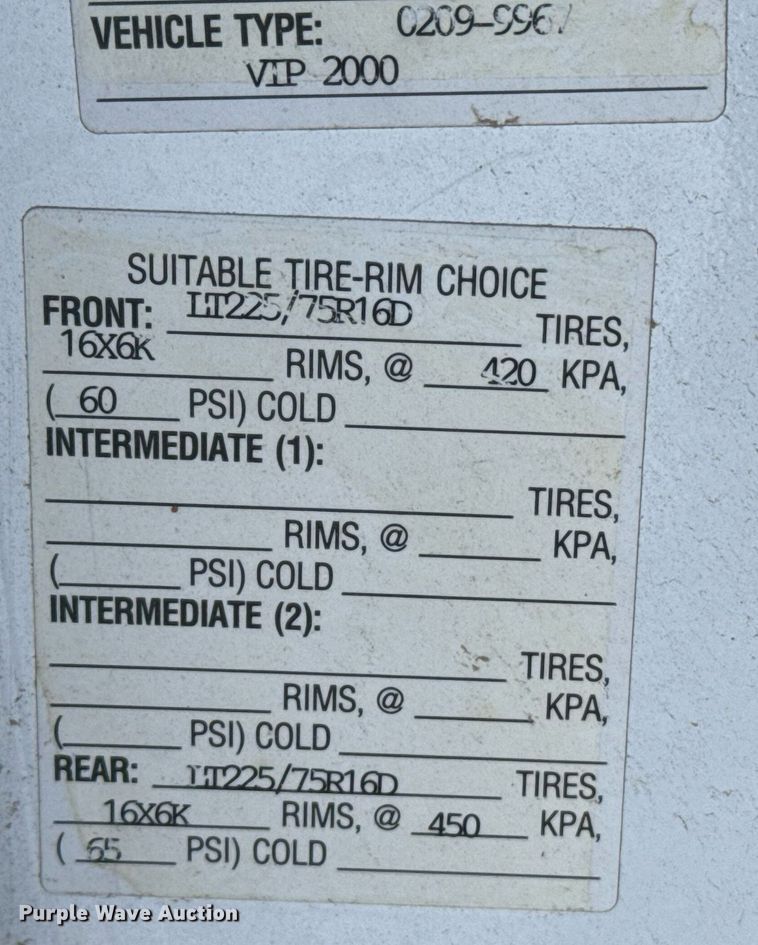 VEHICLE TYPE: 0209-9967
VIP 2000
SUITABLE TIRE-RIM CHOICE
FRONT: LT225/75R16D TIRES,
16X6K RIMS, @ 420 KPA,
( 60 PSI) COLD
INTERMEDIATE (1):
TIRES,
RIMS, @ KPA,
( PSI) COLD
INTERMEDIATE (2):
TIRES,
RIMS, @ KPA,
( PSI) COLD
REAR: LT225/75R16D TIRES,
16X6K RIMS, @ 450 KPA,
( 65 PSI) COLD
Purple Wave Auction